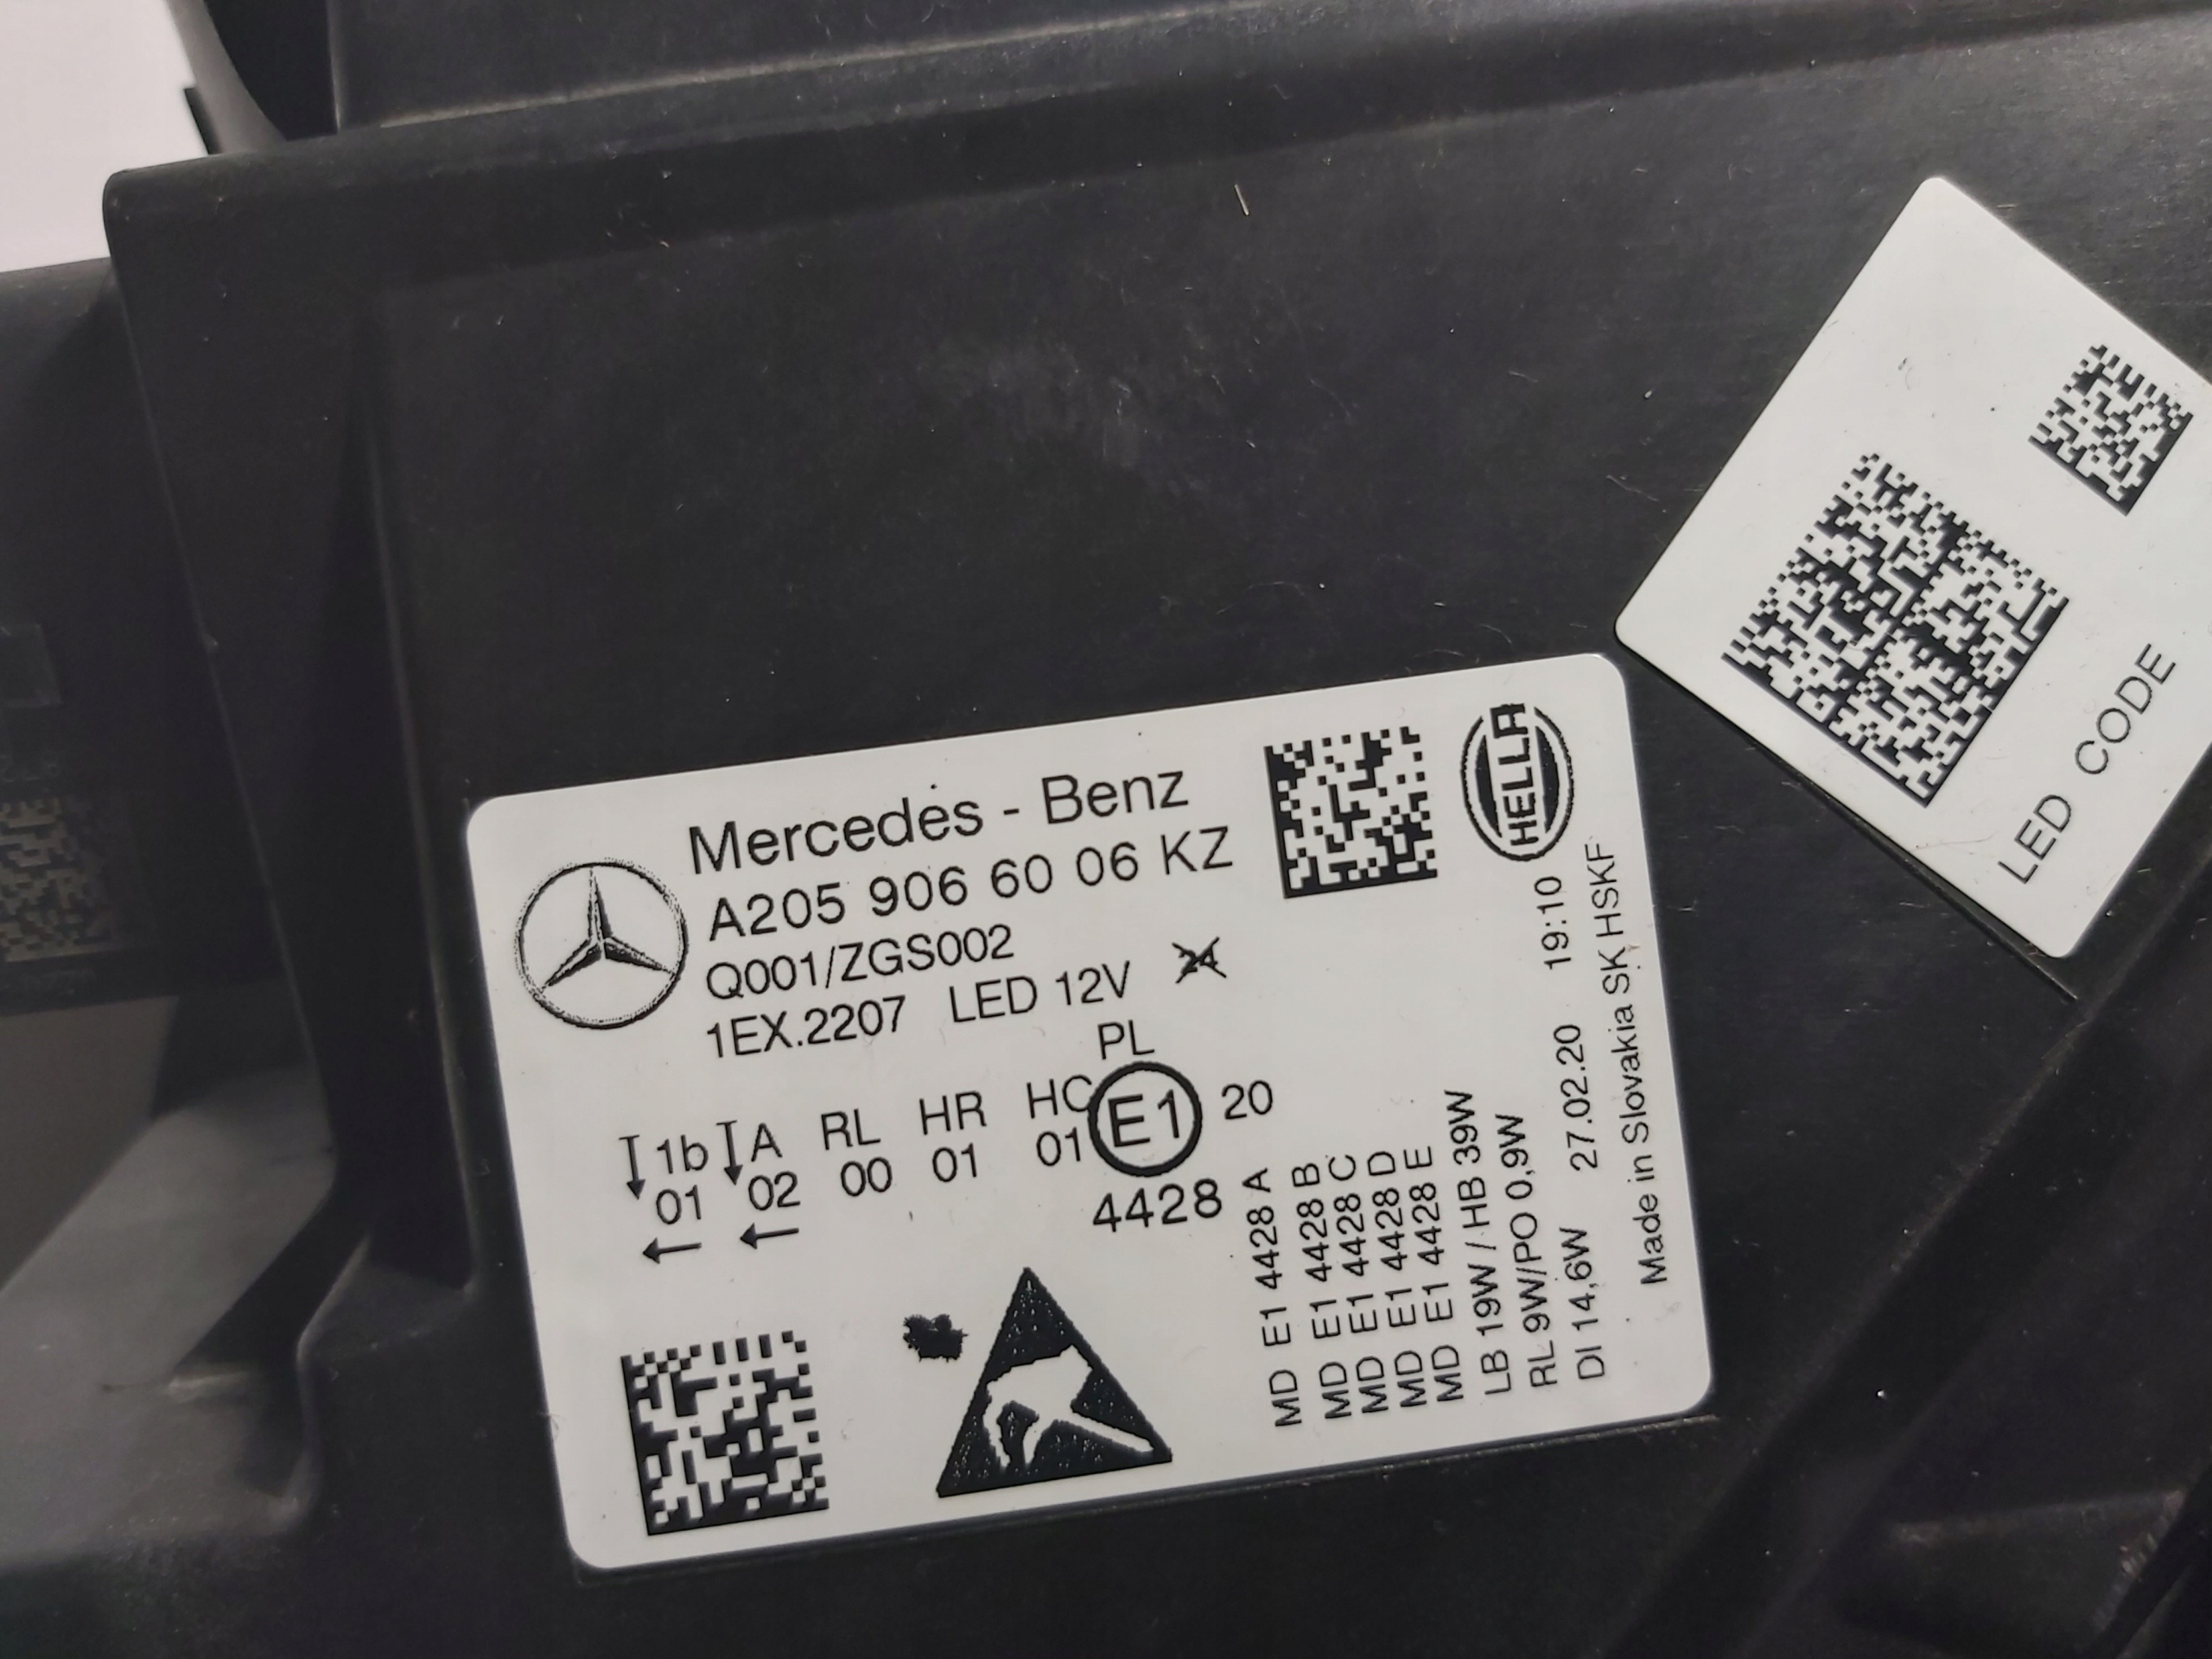 Mercedes - Benz
A205 906 60 06 KZ
Q001/ZGS002
1EX.2207 LED 12V 24
PL
1b A RL HR HC E1 20
01 02 00 01 01
4428
HELLA
MD E1 4428 A
MD E1 4428 B
MD E1 4428 C
MD E1 4428 D
MD E1 4428 E
LB 19W / HB 39W
RL 9W/PO 0,9W
DI 14,6W 27.02.20 19:10
Made in Slovakia SK HSKF
LED CODE